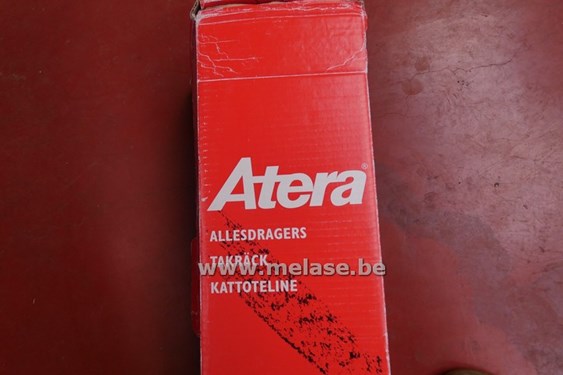 Atera®
ALLESDRAGERS
TAKRÄCK
www.melase.be
KATTOTELINE